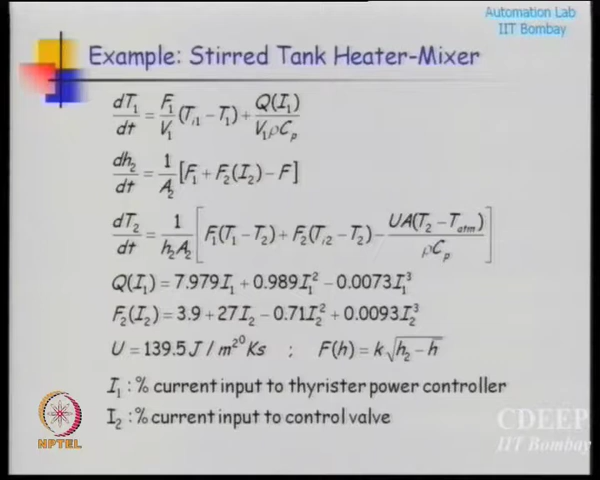 Automation Lab
IIT Bombay
Example: Stirred Tank Heater-Mixer
dT₁/dt = F₁/V₁ (Tᵢ₁ − T₁) + Q(I₁)/(V₁ρCₚ)
dh₂/dt = 1/A₂ [F₁ + F₂(I₂) − F]
dT₂/dt = 1/(h₂A₂) [F₁(T₁ − T₂) + F₂(Tᵢ₂ − T₂) − UA(T₂ − Tₐₜₘ)/(ρCₚ)]
Q(I₁) = 7.979I₁ + 0.989I₁² − 0.0073I₁³
F₂(I₂) = 3.9 + 27I₂ − 0.71I₂² + 0.0093I₂³
U = 139.5 J / m² ⁰Ks ; F(h) = k√(h₂ − h)
I₁ : % current input to thyrister power controller
I₂ : % current input to control valve
NPTEL
CDEEP
IIT Bombay